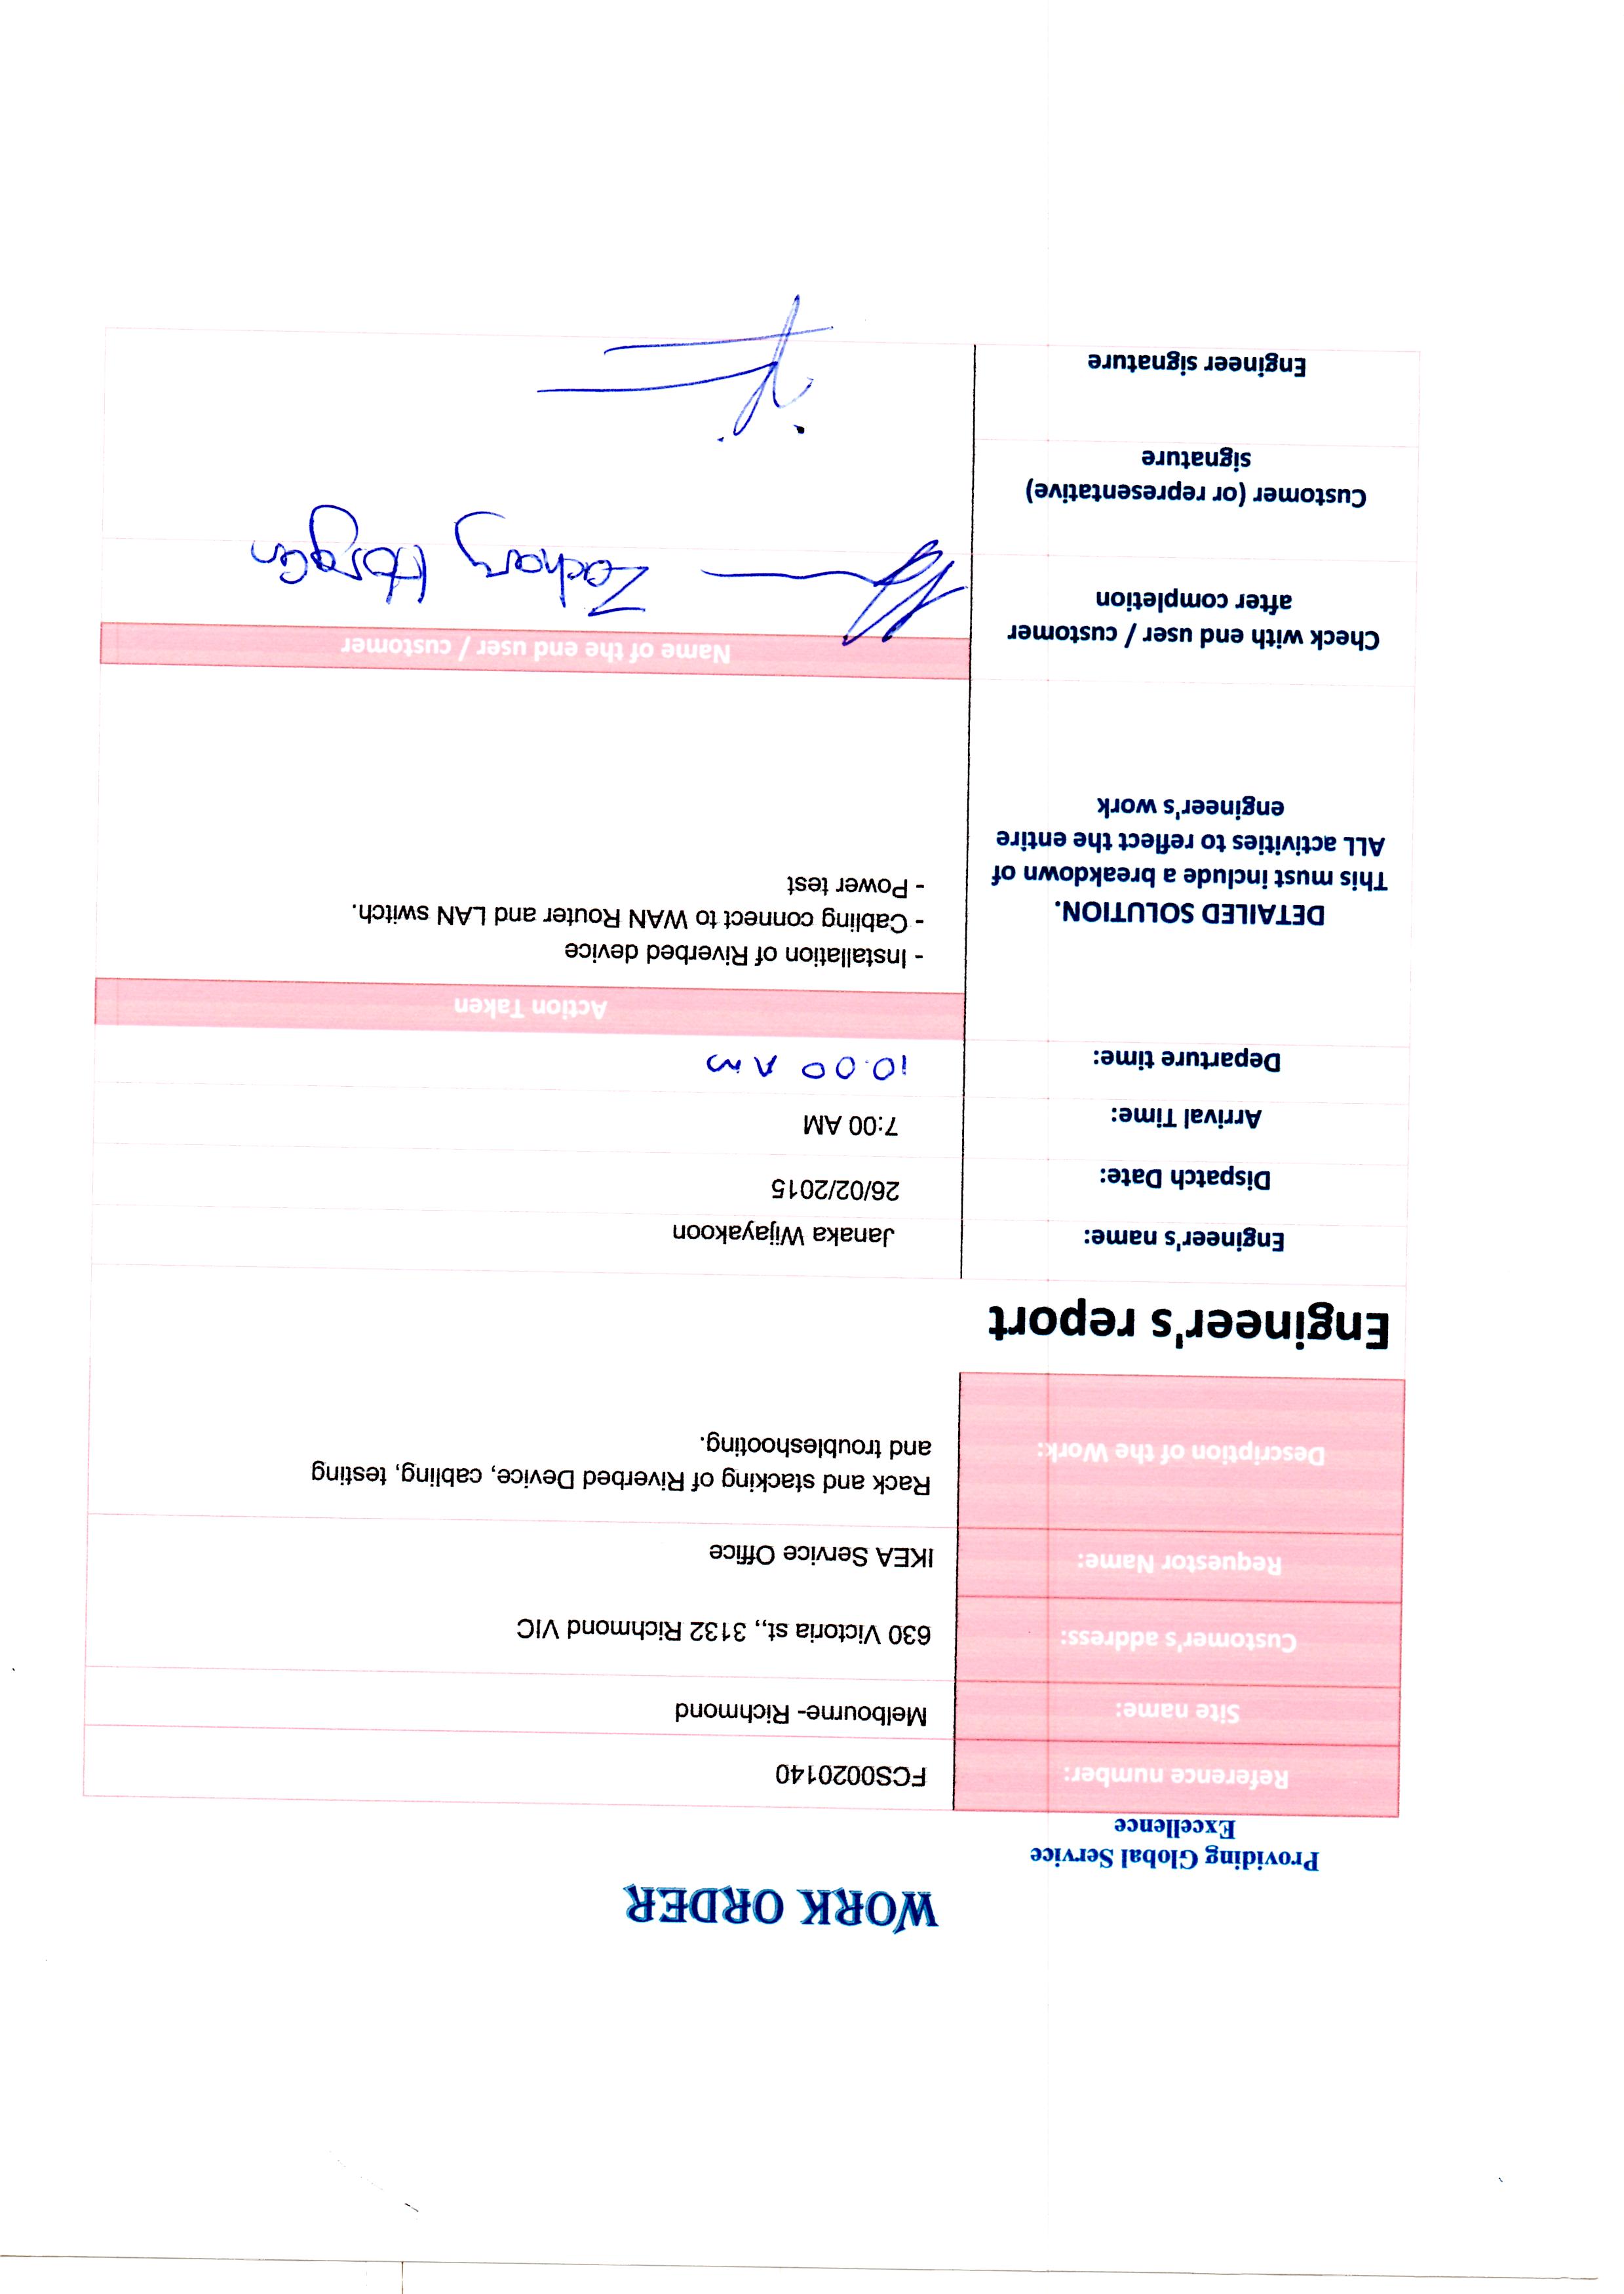 WORK ORDER
Providing Global Service
Excellence
Reference number: FCS0020140
Site name: Melbourne- Richmond
Customer's address: 630 Victoria st,, 3132 Richmond VIC
Requestor Name: IKEA Service Office
Description of the Work: Rack and stacking of Riverbed Device, cabling, testing
and troubleshooting.
Engineer's report
Engineer's name: Janaka Wijayakoon
Dispatch Date: 26/02/2015
Arrival Time: 7:00 AM
Departure time: 10.00 AM
DETAILED SOLUTION.
This must include a breakdown of
ALL activities to reflect the entire
engineer's work
Action Taken
- Installation of Riverbed device
- Cabling connect to WAN Router and LAN switch.
- Power test
Check with end user / customer
after completion
Name of the end user / customer
Zachary
Customer (or representative)
signature
Engineer signature